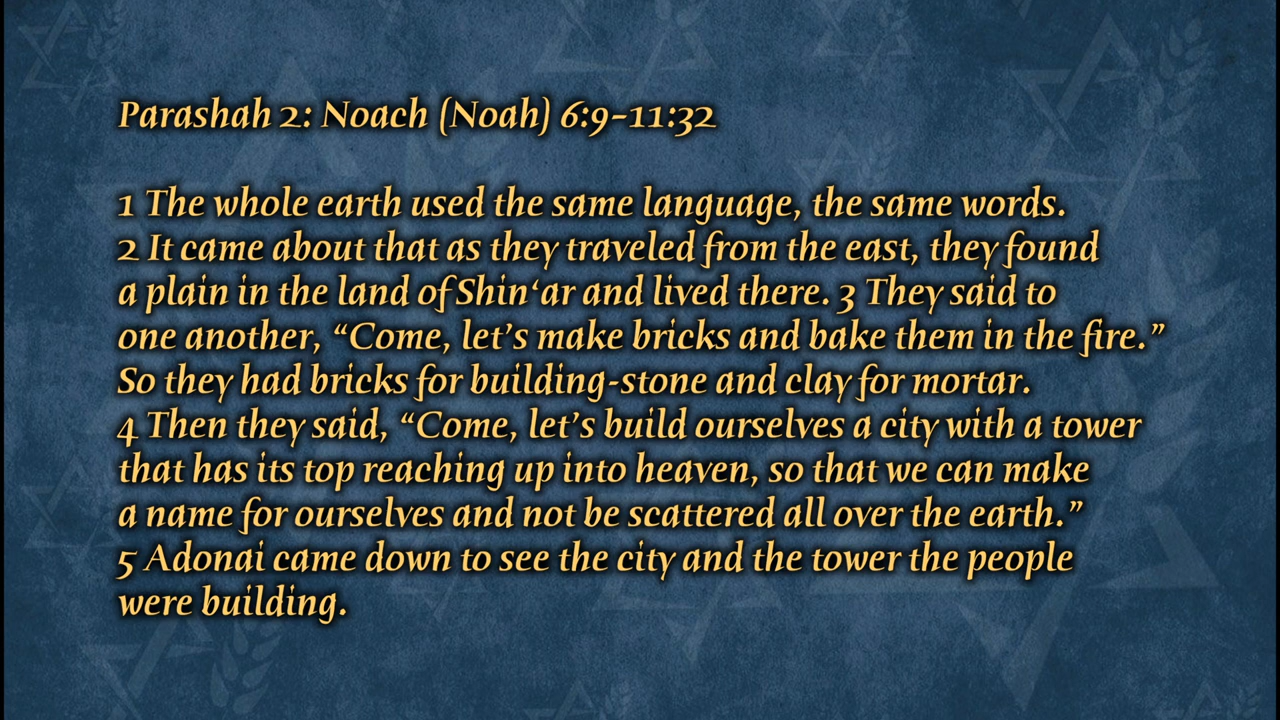 Parashah 2: Noach (Noah) 6:9–11:32
1 The whole earth used the same language, the same words.
2 It came about that as they traveled from the east, they found
a plain in the land of Shin‘ar and lived there. 3 They said to
one another, “Come, let’s make bricks and bake them in the fire.”
So they had bricks for building-stone and clay for mortar.
4 Then they said, “Come, let’s build ourselves a city with a tower
that has its top reaching up into heaven, so that we can make
a name for ourselves and not be scattered all over the earth.”
5 Adonai came down to see the city and the tower the people
were building.